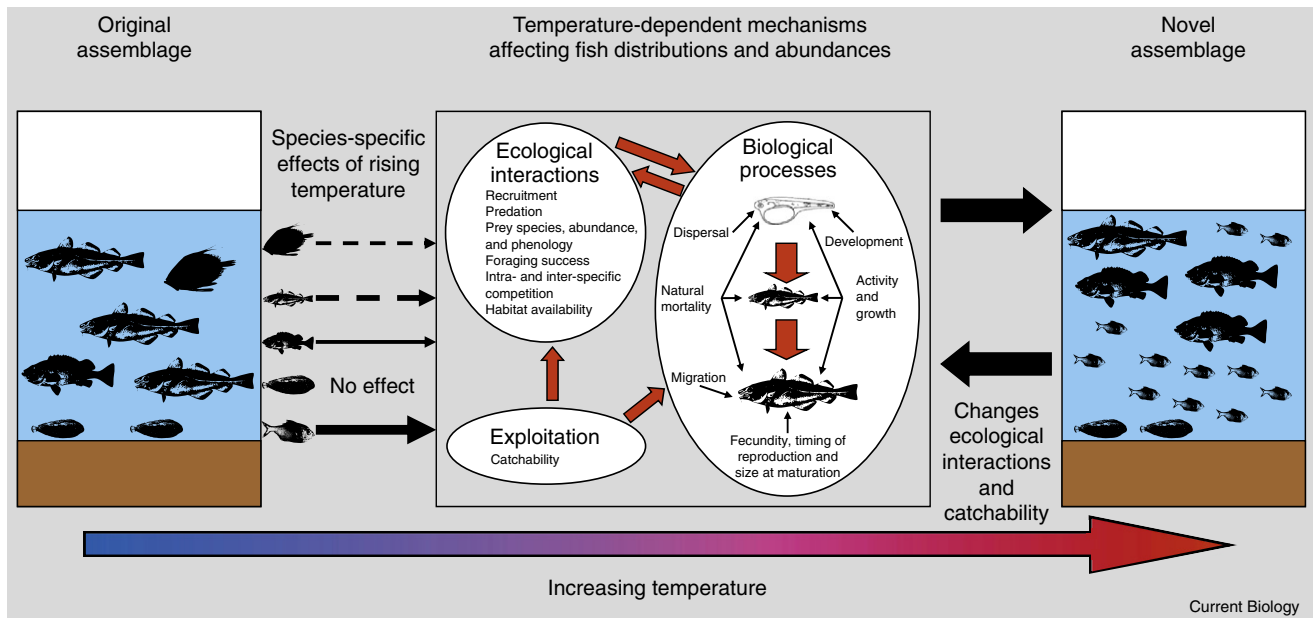 Original
assemblage
Temperature-dependent mechanisms
affecting fish distributions and abundances
Novel
assemblage
Species-specific
effects of rising
temperature
No effect
Ecological
interactions
Recruitment
Predation
Prey species, abundance,
and phenology
Foraging success
Intra- and inter-specific
competition
Habitat availability
Exploitation
Catchability
Biological
processes
Dispersal
Development
Natural
mortality
Activity
and
growth
Migration
Fecundity, timing of
reproduction and
size at maturation
Changes
ecological
interactions
and
catchability
Increasing temperature
Current Biology